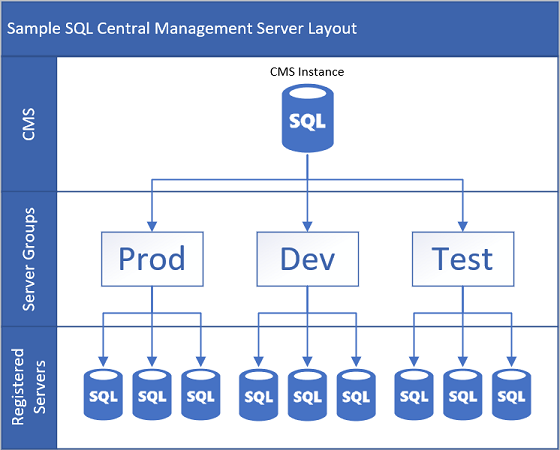 Sample SQL Central Management Server Layout
CMS
CMS Instance
SQL
Server Groups
Prod
Dev
Test
Registered
Servers
SQL
SQL
SQL
SQL
SQL
SQL
SQL
SQL
SQL